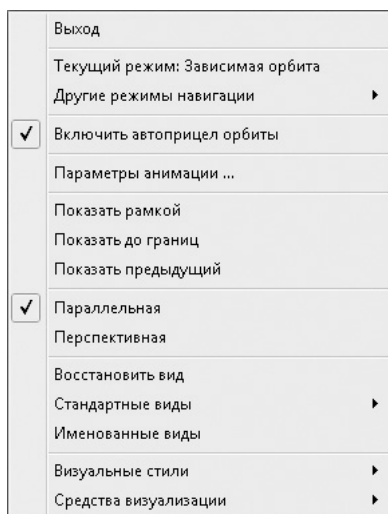 Выход
Текущий режим: Зависимая орбита
Другие режимы навигации
Включить автоприцел орбиты
Параметры анимации ...
Показать рамкой
Показать до границ
Показать предыдущий
Параллельная
Перспективная
Восстановить вид
Стандартные виды
Именованные виды
Визуальные стили
Средства визуализации